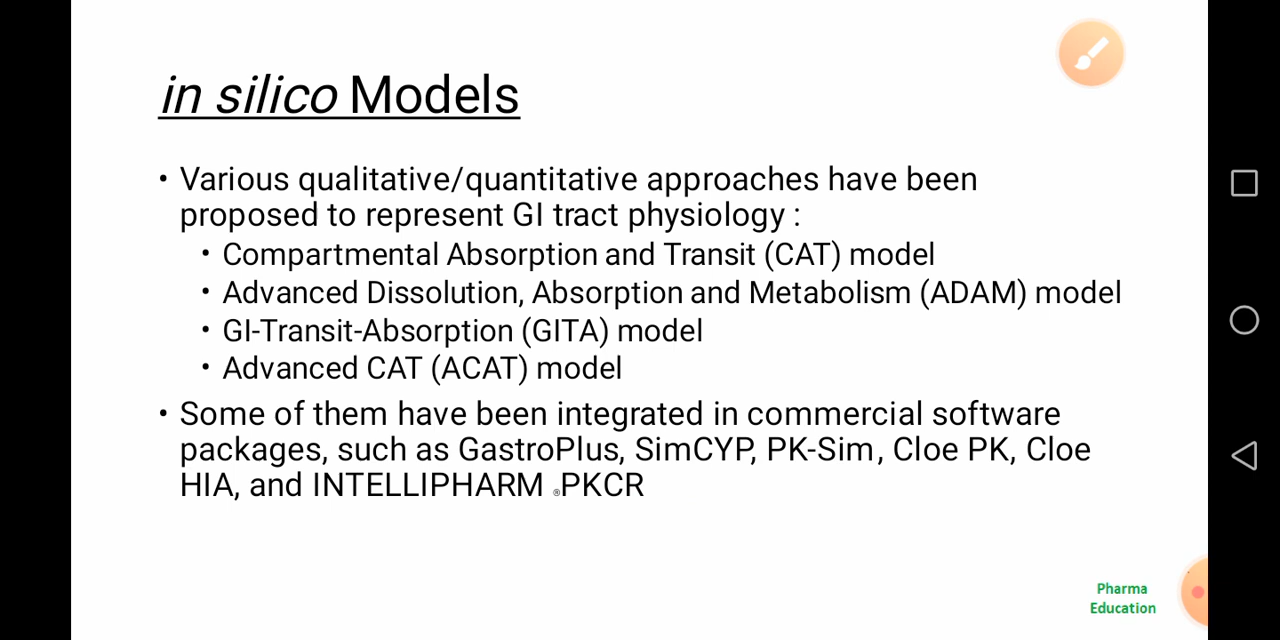 in silico Models
• Various qualitative/quantitative approaches have been
proposed to represent GI tract physiology :
• Compartmental Absorption and Transit (CAT) model
• Advanced Dissolution, Absorption and Metabolism (ADAM) model
• GI-Transit-Absorption (GITA) model
• Advanced CAT (ACAT) model
• Some of them have been integrated in commercial software
packages, such as GastroPlus, SimCYP, PK-Sim, Cloe PK, Cloe
HIA, and INTELLIPHARM ®PKCR
Pharma
Education